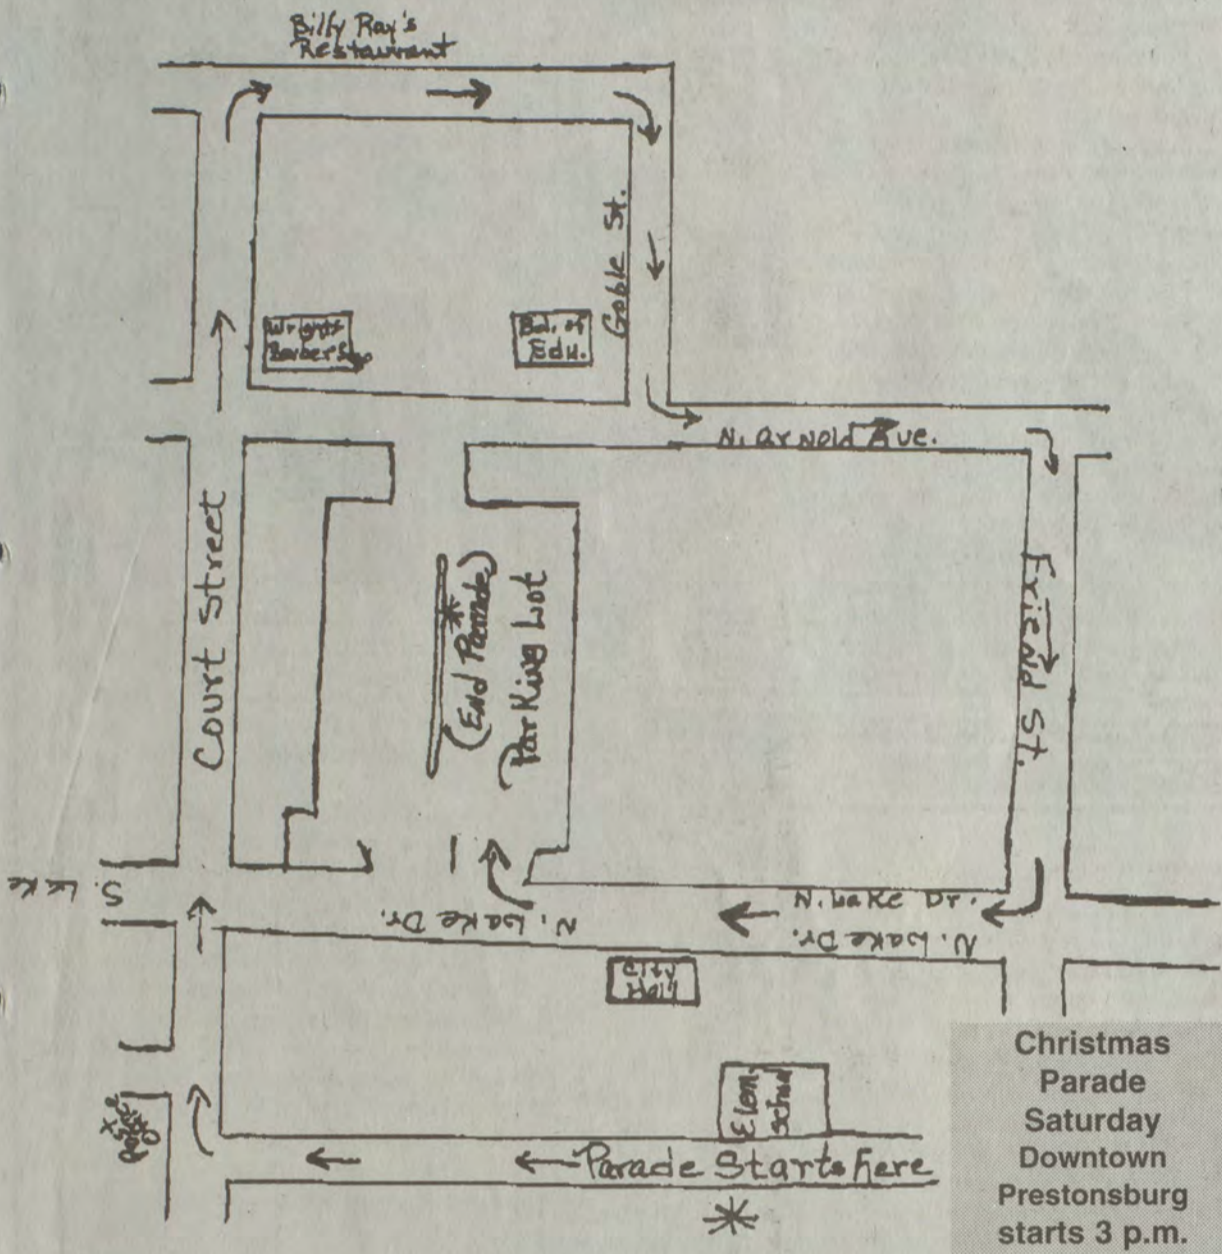 Billy Ray's
Restaurant
Goble St.
Wrights
Barber Shop
Bd. of
Edu.
N. Arnold Ave.
Court Street
(End Parade)
Parking Lot
Friend St.
S. Lake
N. Lake Dr.
N. Lake Dr.
N. Lake Dr.
City
Hall
Elem.
School
Parade Starts here
Christmas
Parade
Saturday
Downtown
Prestonsburg
starts 3 p.m.